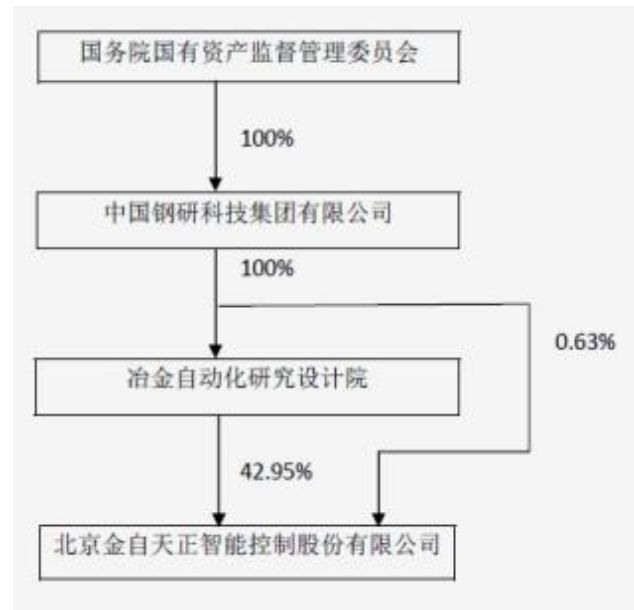 国务院国有资产监督管理委员会
100%
中国钢研科技集团有限公司
100%
0.63%
冶金自动化研究设计院
42.95%
北京金自天正智能控制股份有限公司